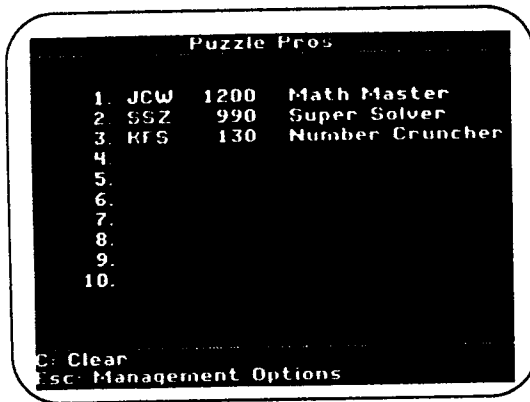 Puzzle Pros
1. JCW 1200 Math Master
2. SSZ 990 Super Solver
3. KFS 130 Number Cruncher
4.
5.
6.
7.
8.
9.
10.
C: Clear
Esc: Management Options